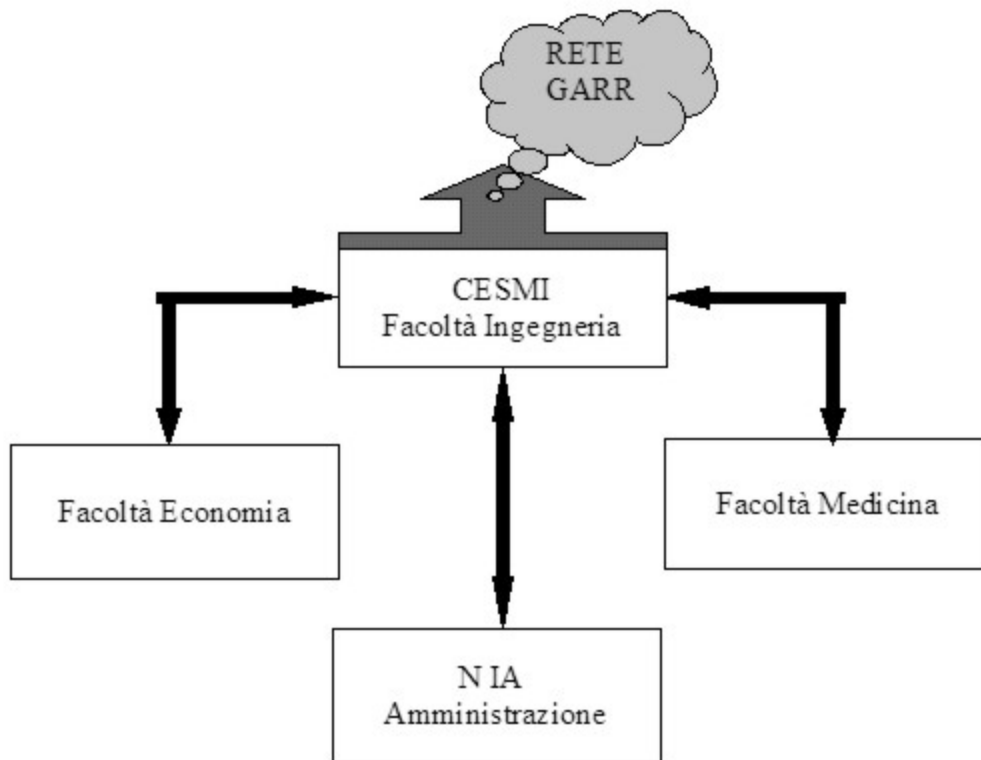 RETE
GARR
CESMI
Facoltà Ingegneria
Facoltà Economia
Facoltà Medicina
N IA
Amministrazione